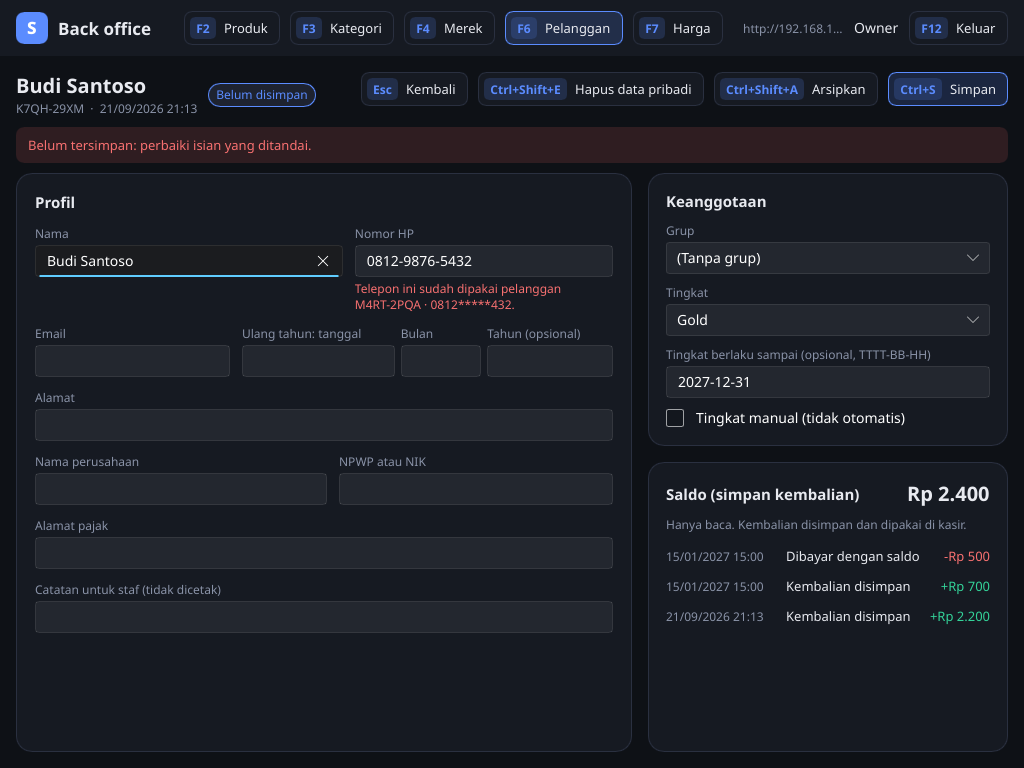 S Back office F2 Produk F3 Kategori F4 Merek F6 Pelanggan F7 Harga http://192.168.1... Owner F12 Keluar
Budi Santoso Belum disimpan Esc Kembali Ctrl+Shift+E Hapus data pribadi Ctrl+Shift+A Arsipkan Ctrl+S Simpan
K7QH-29XM · 21/09/2026 21:13
Belum tersimpan: perbaiki isian yang ditandai.
Profil
Nama Nomor HP
Budi Santoso 0812-9876-5432
Telepon ini sudah dipakai pelanggan
M4RT-2PQA · 0812*****432.
Email Ulang tahun: tanggal Bulan Tahun (opsional)
Alamat
Nama perusahaan NPWP atau NIK
Alamat pajak
Catatan untuk staf (tidak dicetak)
Keanggotaan
Grup
(Tanpa grup)
Tingkat
Gold
Tingkat berlaku sampai (opsional, TTTT-BB-HH)
2027-12-31
Tingkat manual (tidak otomatis)
Saldo (simpan kembalian) Rp 2.400
Hanya baca. Kembalian disimpan dan dipakai di kasir.
15/01/2027 15:00 Dibayar dengan saldo -Rp 500
15/01/2027 15:00 Kembalian disimpan +Rp 700
21/09/2026 21:13 Kembalian disimpan +Rp 2.200